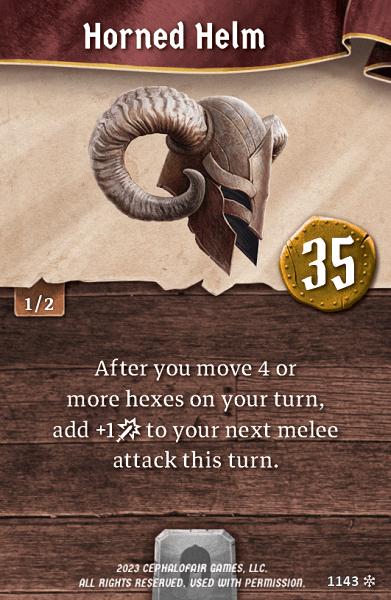 Horned Helm
35
1/2
After you move 4 or
more hexes on your turn,
add +1 to your next melee
attack this turn.
2023 CEPHALOFAIR GAMES, LLC.
ALL RIGHTS RESERVED. USED WITH PERMISSION.
1143